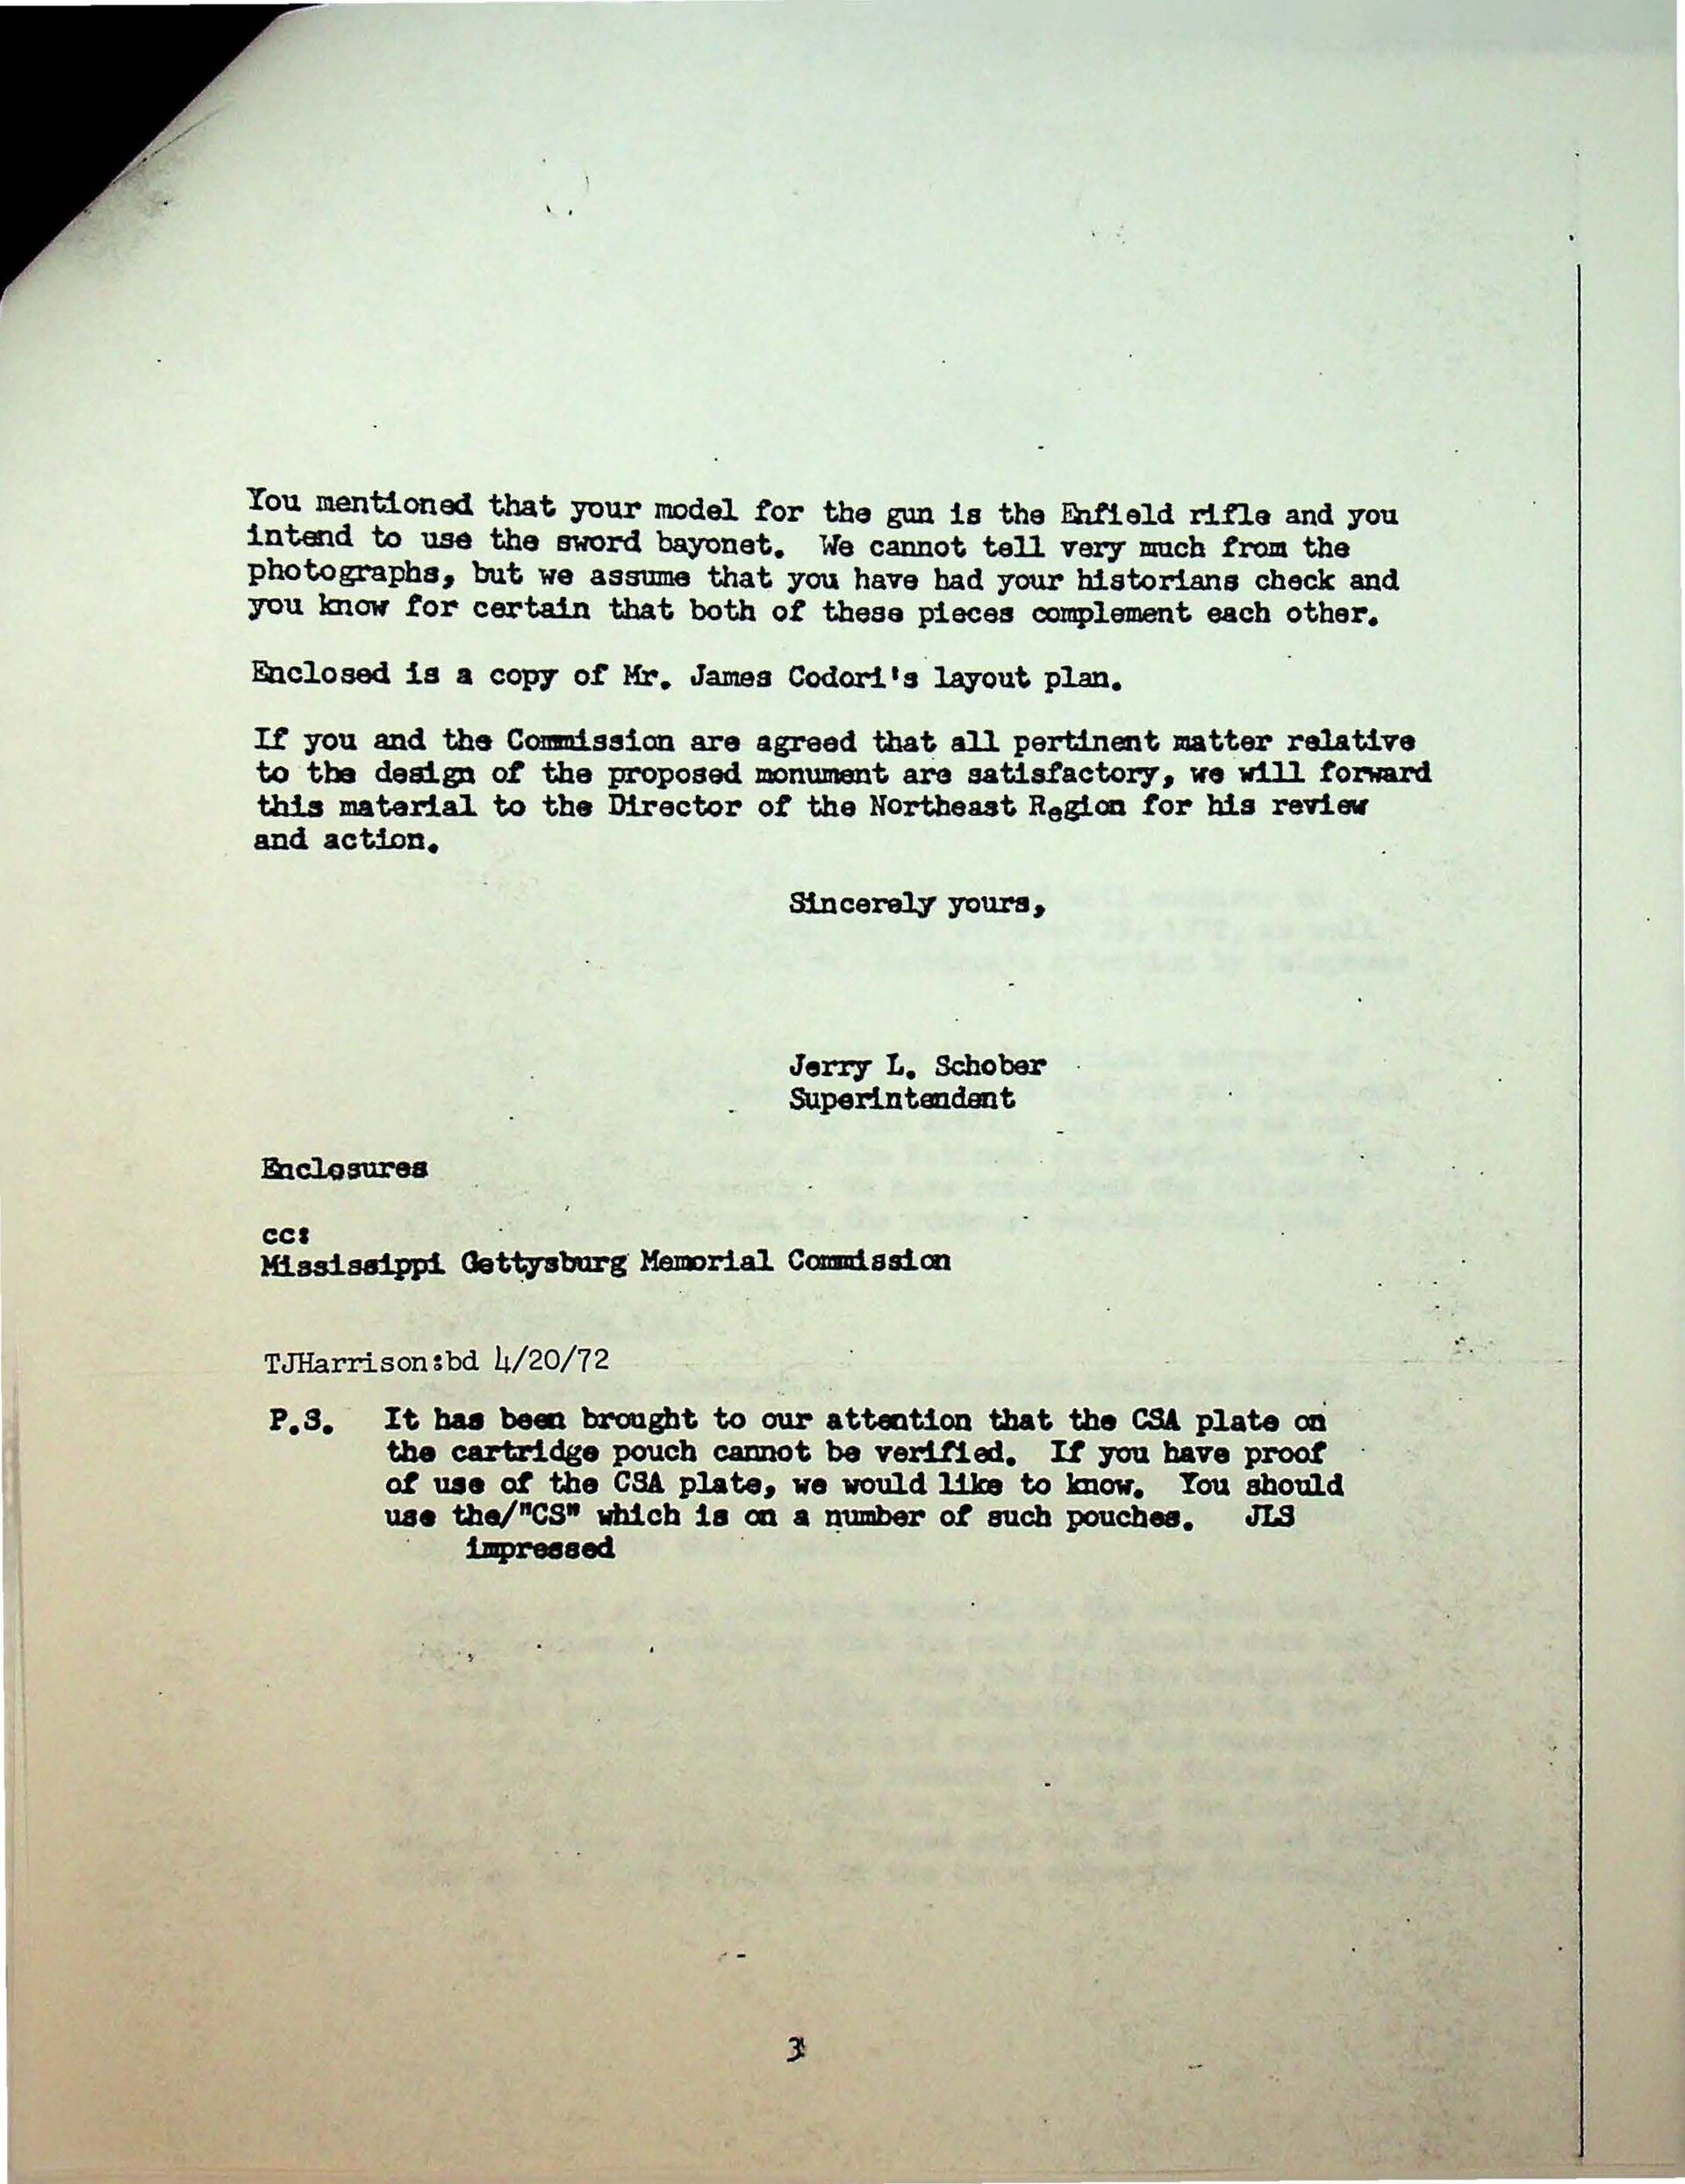 You mentioned that your model for the gun is the Enfield rifle and you
intend to use the sword bayonet. We cannot tell very much from the
photographs, but we assume that you have had your historians check and
you know for certain that both of these pieces complement each other.
Enclosed is a copy of Mr. James Codori's layout plan.
If you and the Commission are agreed that all pertinent matter relative
to the design of the proposed monument are satisfactory, we will forward
this material to the Director of the Northeast Region for his review
and action.
Sincerely yours,
Jerry L. Schober
Superintendent
Enclosures
cc:
Mississippi Gettysburg Memorial Commission
TJHarrison:bd 4/20/72
P.S. It has been brought to our attention that the CSA plate on
the cartridge pouch cannot be verified. If you have proof
of use of the CSA plate, we would like to know. You should
use the/"CS" which is on a number of such pouches. JLS
impressed
3